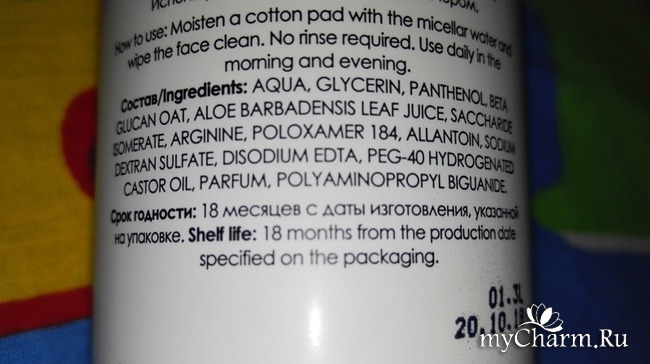 How to use: Moisten a cotton pad with the micellar water and
wipe the face clean. No rinse required. Use daily in the
morning and evening.
Состав/Ingredients: AQUA, GLYCERIN, PANTHENOL, BETA
GLUCAN OAT, ALOE BARBADENSIS LEAF JUICE, SACCHARIDE
ISOMERATE, ARGININE, POLOXAMER 184, ALLANTOIN, SODIUM
DEXTRAN SULFATE, DISODIUM EDTA, PEG-40 HYDROGENATED
CASTOR OIL, PARFUM, POLYAMINOPROPYL BIGUANIDE.
Срок годности: 18 месяцев с даты изготовления, указанной
на упаковке. Shelf life: 18 months from the production date
specified on the packaging.
20.10.
myCharm.Ru